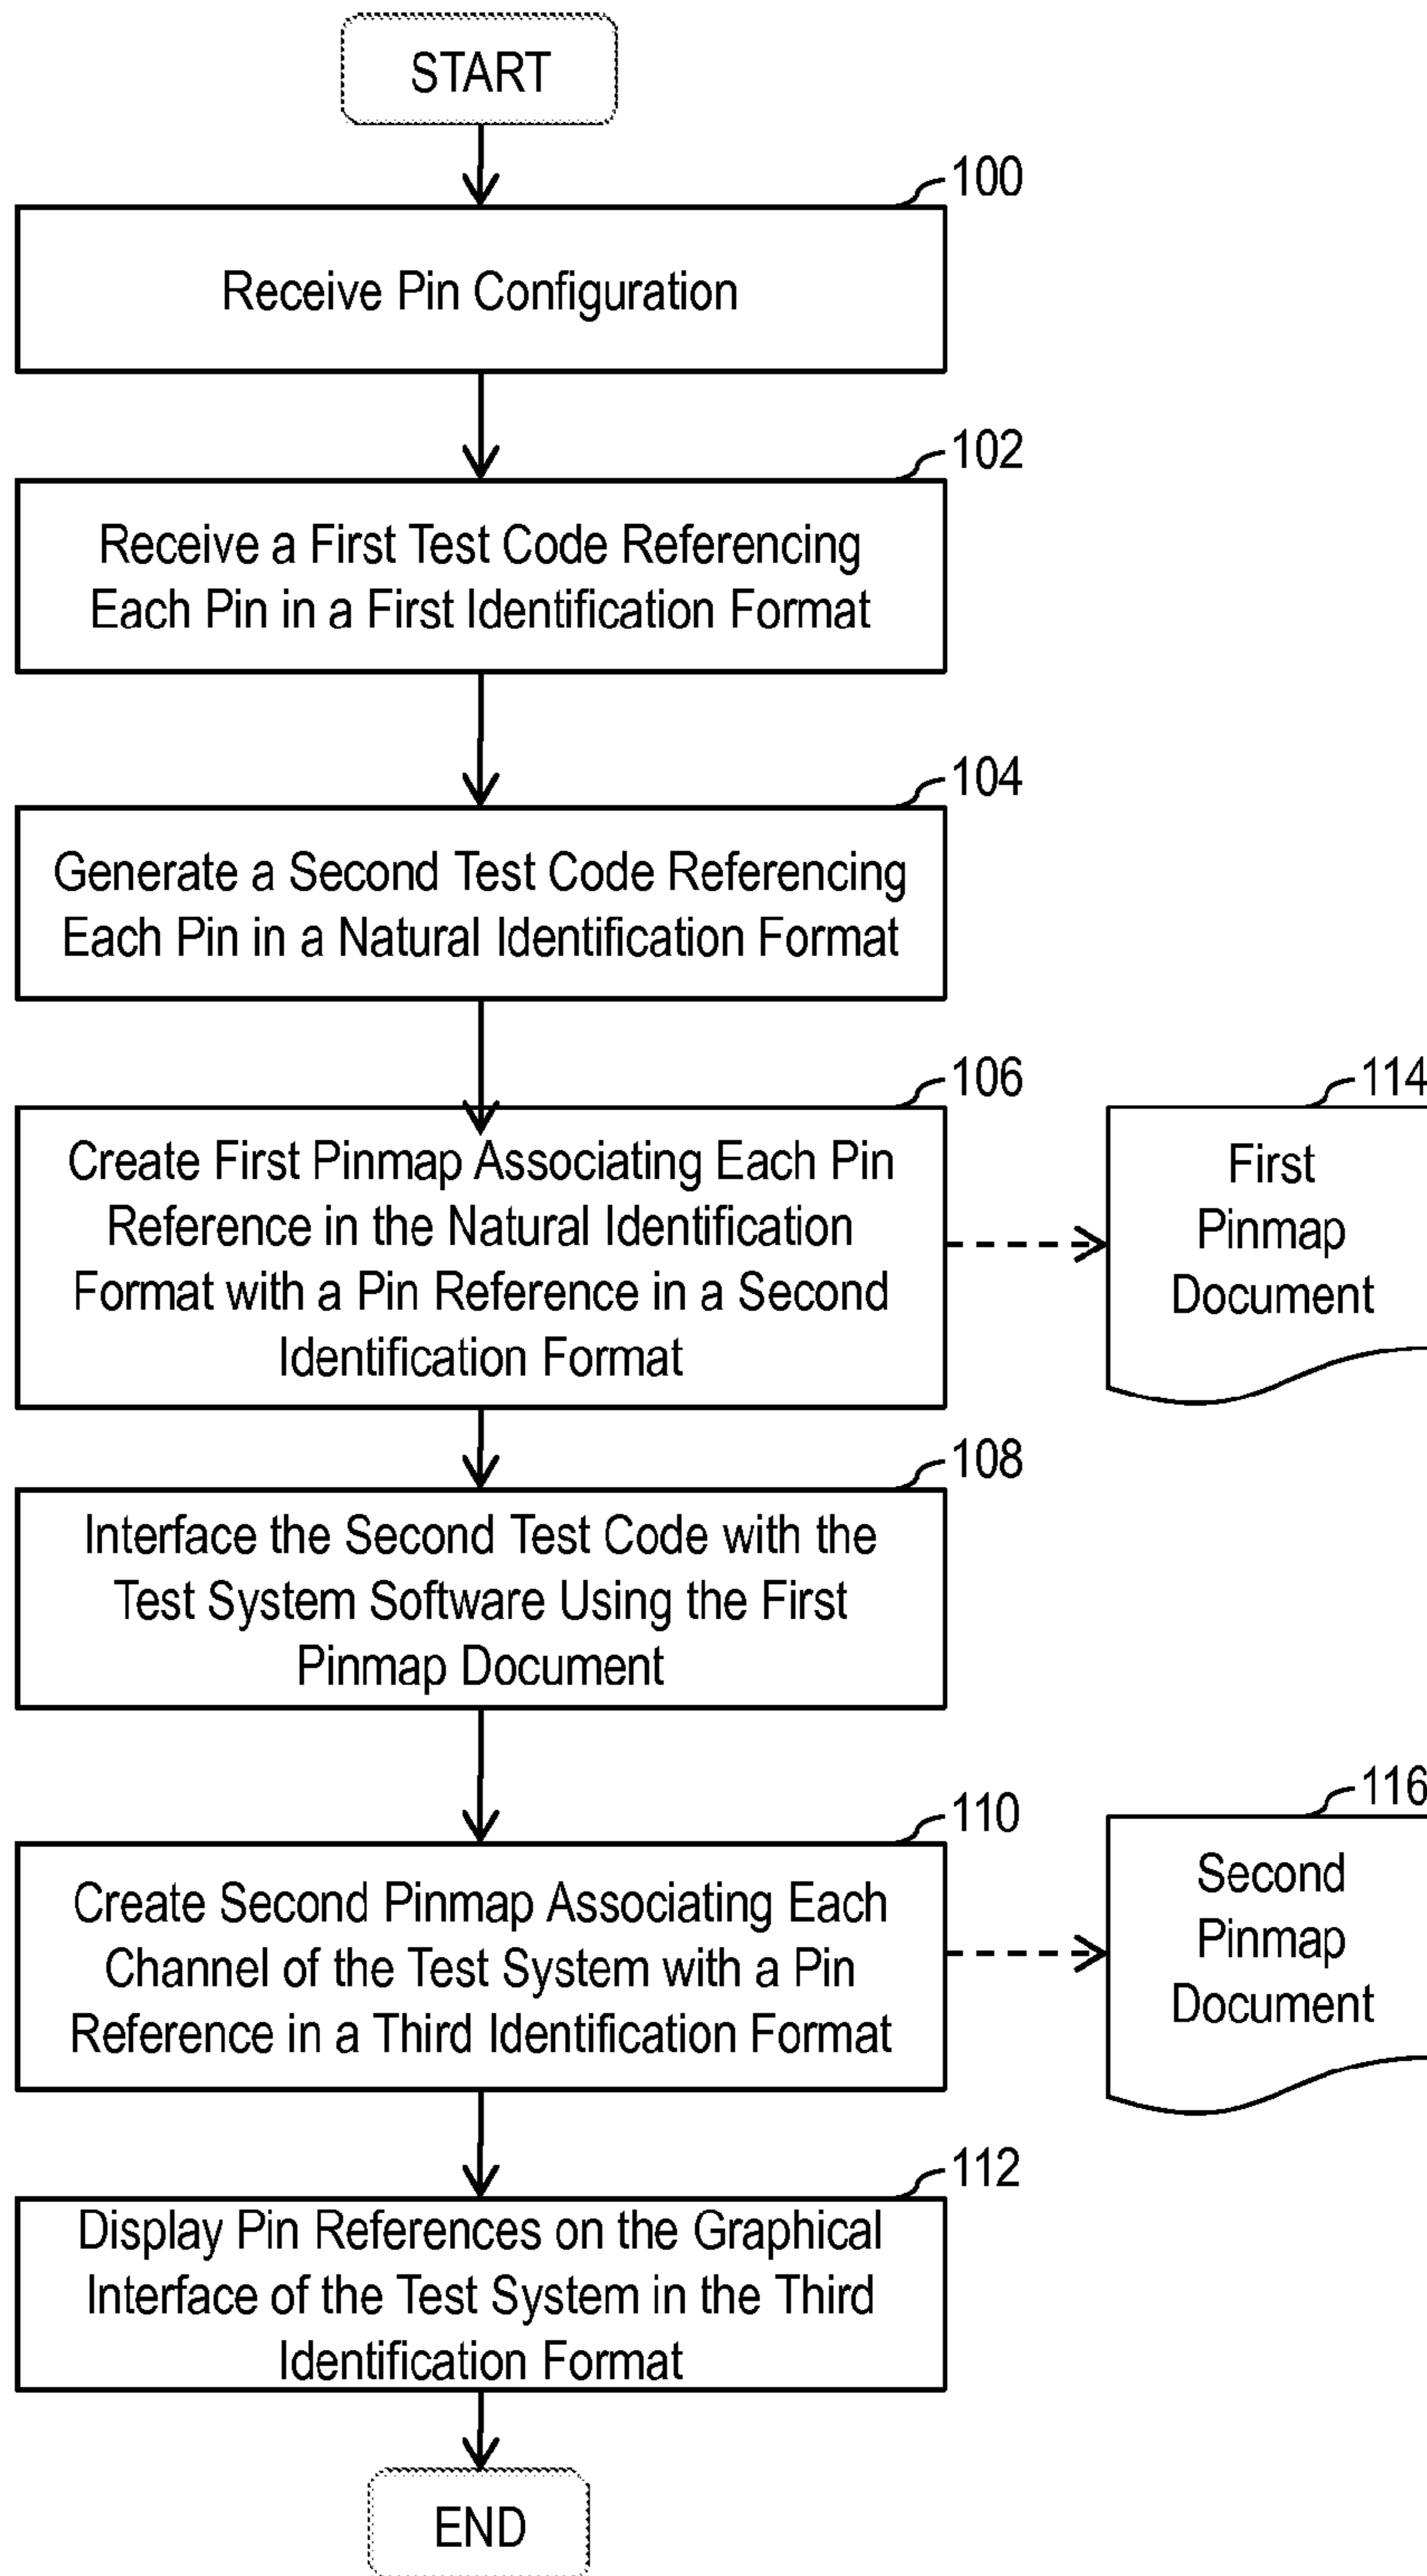 START
100
Receive Pin Configuration
102
Receive a First Test Code Referencing
Each Pin in a First Identification Format
104
Generate a Second Test Code Referencing
Each Pin in a Natural Identification Format
106
Create First Pinmap Associating Each Pin
Reference in the Natural Identification
Format with a Pin Reference in a Second
Identification Format
114
First
Pinmap
Document
108
Interface the Second Test Code with the
Test System Software Using the First
Pinmap Document
110
Create Second Pinmap Associating Each
Channel of the Test System with a Pin
Reference in a Third Identification Format
116
Second
Pinmap
Document
112
Display Pin References on the Graphical
Interface of the Test System in the Third
Identification Format
END